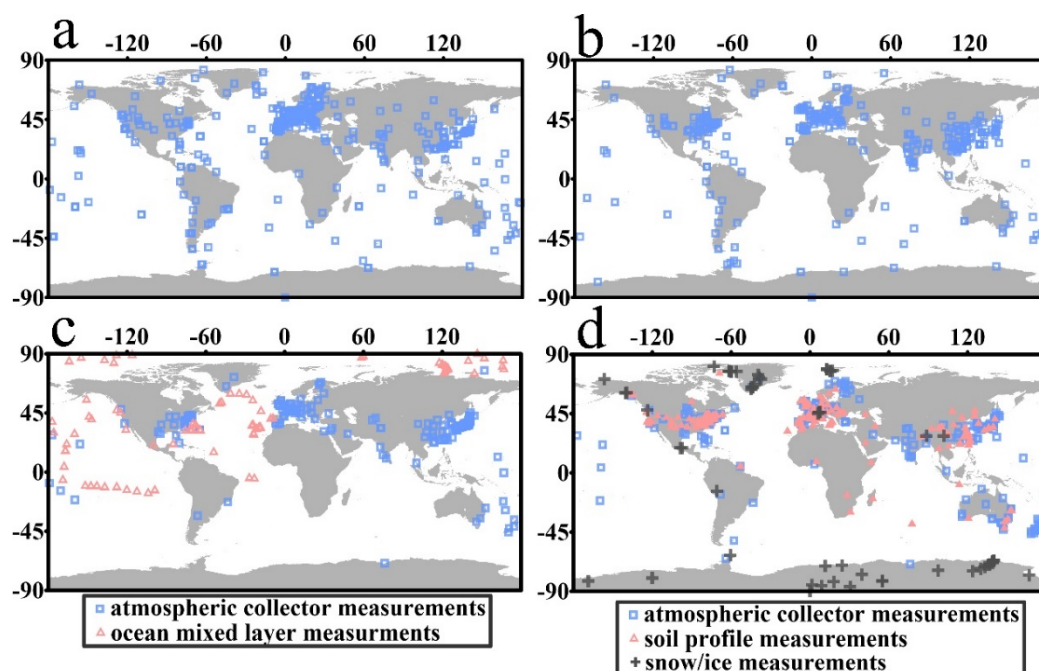 a
b
-120 -60 0 60 120
-120 -60 0 60 120
90
45
0
-45
-90
90
45
0
-45
-90
c
d
-120 -60 0 60 120
-120 -60 0 60 120
90
45
0
-45
-90
90
45
0
-45
-90
atmospheric collector measurements
ocean mixed layer measurments
atmospheric collector measurements
soil profile measurements
snow/ice measurements